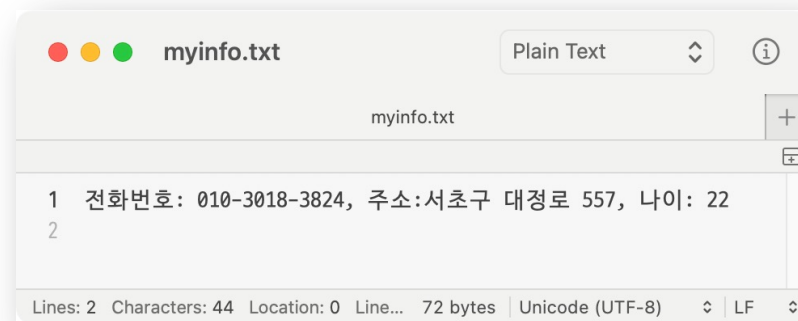 myinfo.txt
Plain Text
myinfo.txt
1 전화번호: 010-3018-3824, 주소:서초구 대정로 557, 나이: 22
2
Lines: 2 Characters: 44 Location: 0 Line... 72 bytes Unicode (UTF-8) LF